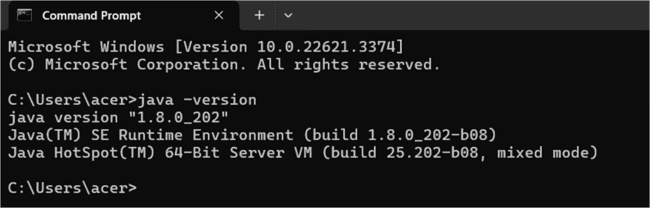 Command Prompt
Microsoft Windows [Version 10.0.22621.3374]
(c) Microsoft Corporation. All rights reserved.
C:\Users\acer>java -version
java version "1.8.0_202"
Java(TM) SE Runtime Environment (build 1.8.0_202-b08)
Java HotSpot(TM) 64-Bit Server VM (build 25.202-b08, mixed mode)
C:\Users\acer>